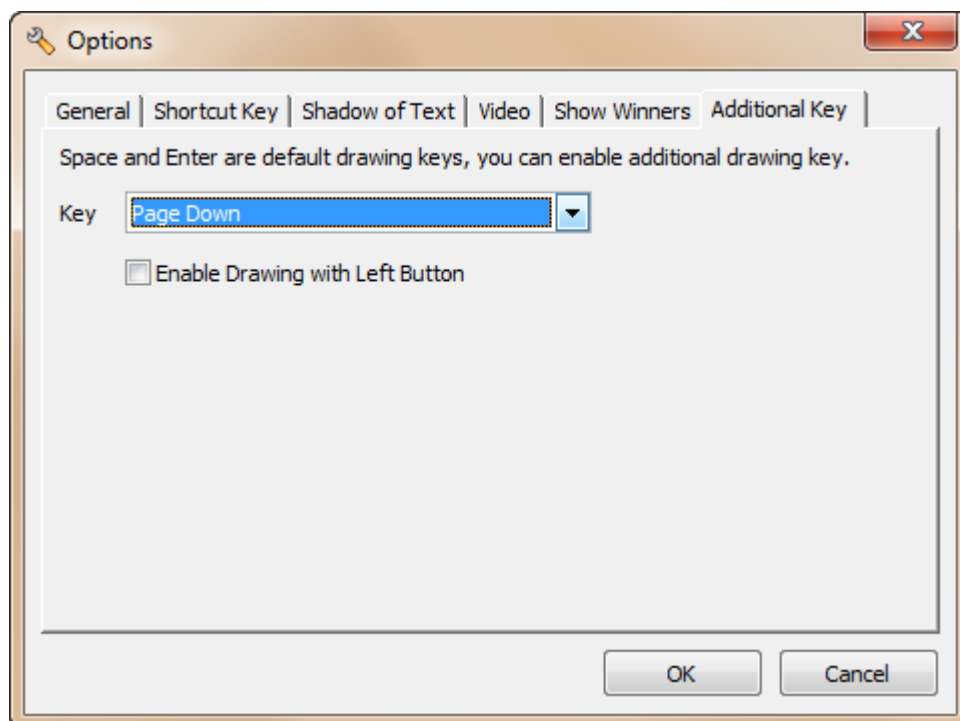 Options
General Shortcut Key Shadow of Text Video Show Winners Additional Key
Space and Enter are default drawing keys, you can enable additional drawing key.
Key Page Down
Enable Drawing with Left Button
OK Cancel